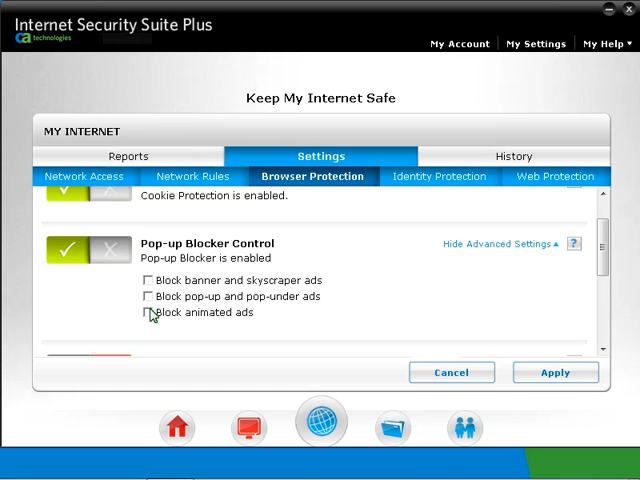 Internet Security Suite Plus
ca technologies
My Account My Settings My Help
Keep My Internet Safe
MY INTERNET
Reports Settings History
Network Access Network Rules Browser Protection Identity Protection Web Protection
Cookie Protection is enabled.
Pop-up Blocker Control
Hide Advanced Settings ?
Pop-up Blocker is enabled
Block banner and skyscraper ads
Block pop-up and pop-under ads
Block animated ads
Cancel Apply